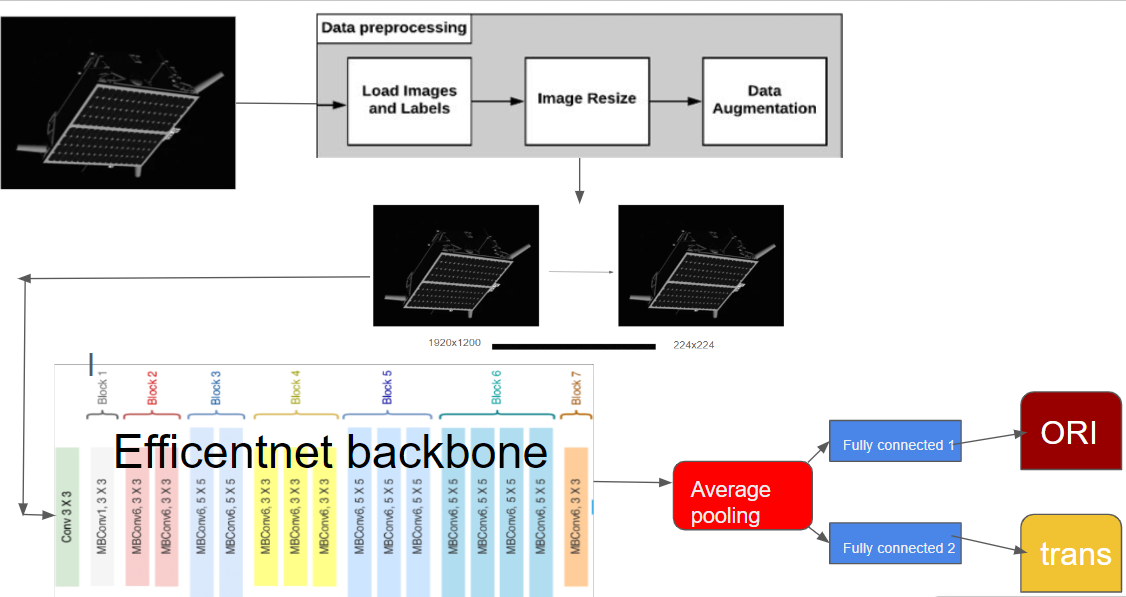 Data preprocessing
Load Images
and Labels
Image Resize
Data
Augmentation
1920x1200
224x224
Block 1
Block 2
Block 3
Block 4
Block 5
Block 6
Block 7
Efficentnet backbone
Conv 3 X 3
MBConv1, 3 X 3
MBConv6, 3 X 3
MBConv6, 3 X 3
MBConv6, 5 X 5
MBConv6, 5 X 5
MBConv6, 3 X 3
MBConv6, 3 X 3
MBConv6, 3 X 3
MBConv6, 5 X 5
MBConv6, 5 X 5
MBConv6, 5 X 5
MBConv6, 5 X 5
MBConv6, 5 X 5
MBConv6, 5 X 5
MBConv6, 5 X 5
MBConv6, 3 X 3
Average
pooling
Fully connected 1
Fully connected 2
ORI
trans